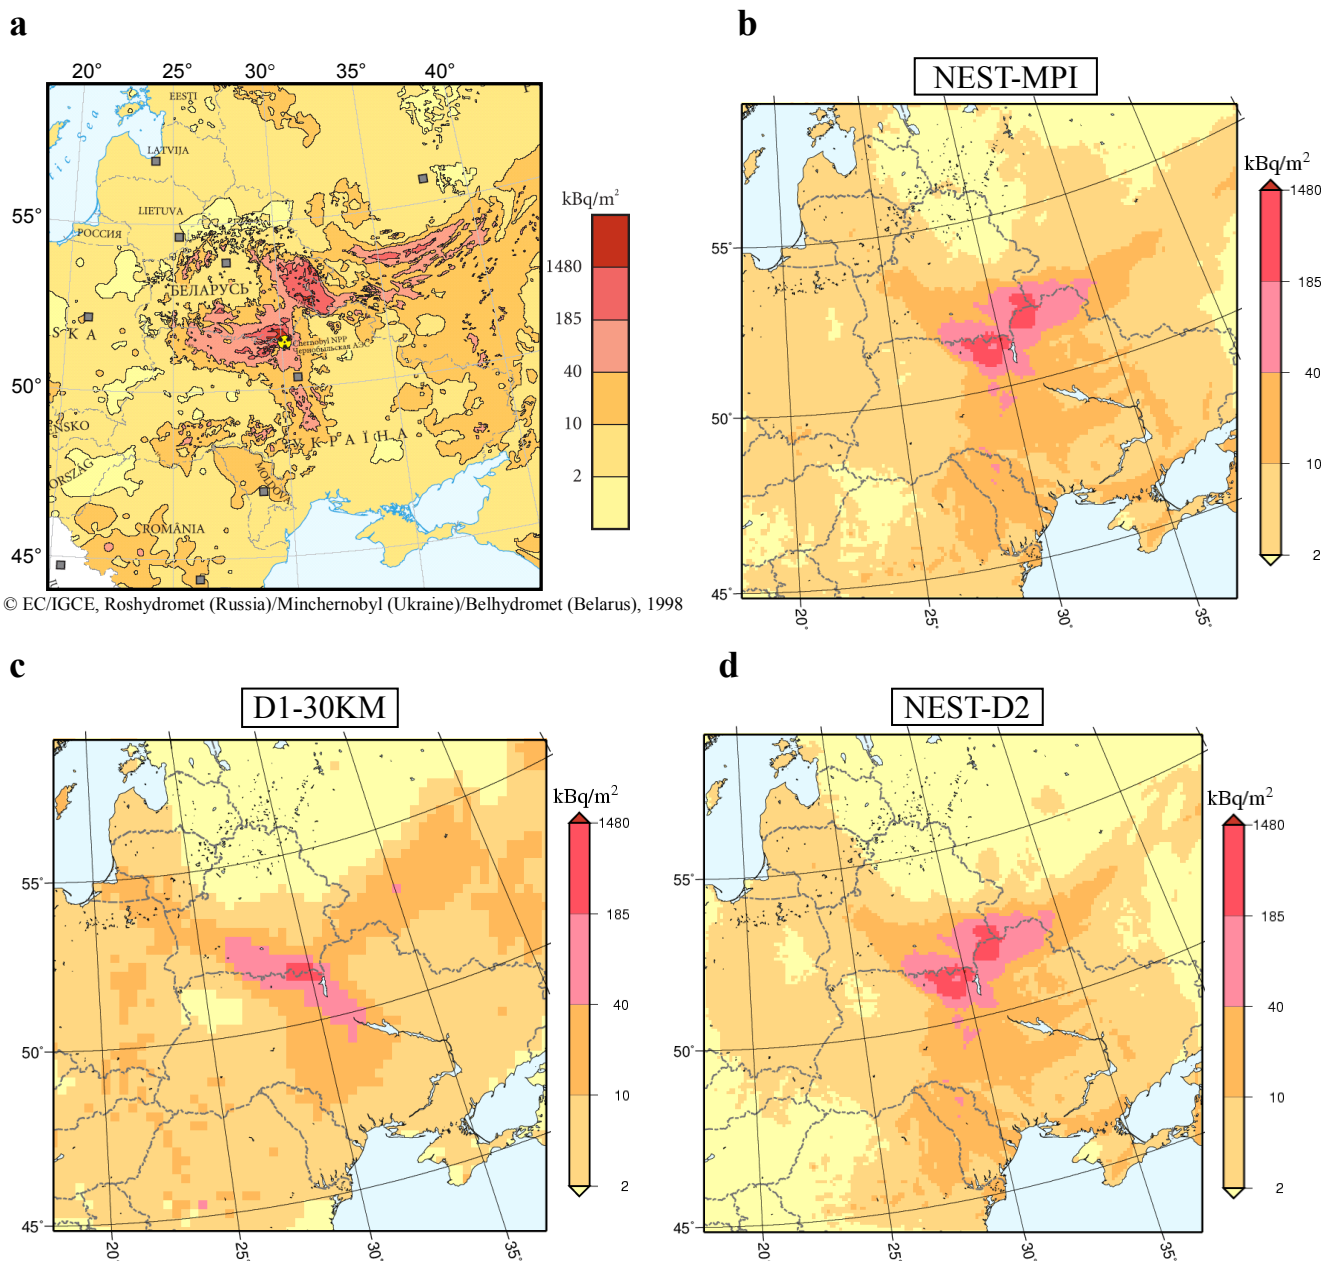 a
20° 25° 30° 35° 40°
EESTI
LATVIJA
LIETUVA
РОССИЯ
БЕЛАРУСЬ
Chernobyl NPP
S K A
У К Р А Ї Н А
ORSZÁG
ROMÂNIA
55°
50°
45°
kBq/m²
1480
185
40
10
2
© EC/IGCE, Roshydromet (Russia)/Minchernobyl (Ukraine)/Belhydromet (Belarus), 1998
b
NEST-MPI
55°
50°
45°
20° 25° 30° 35°
kBq/m²
1480
185
40
10
2
c
D1-30KM
55°
50°
45°
20° 25° 30° 35°
kBq/m²
1480
185
40
10
2
d
NEST-D2
55°
50°
45°
20° 25° 30° 35°
kBq/m²
1480
185
40
10
2